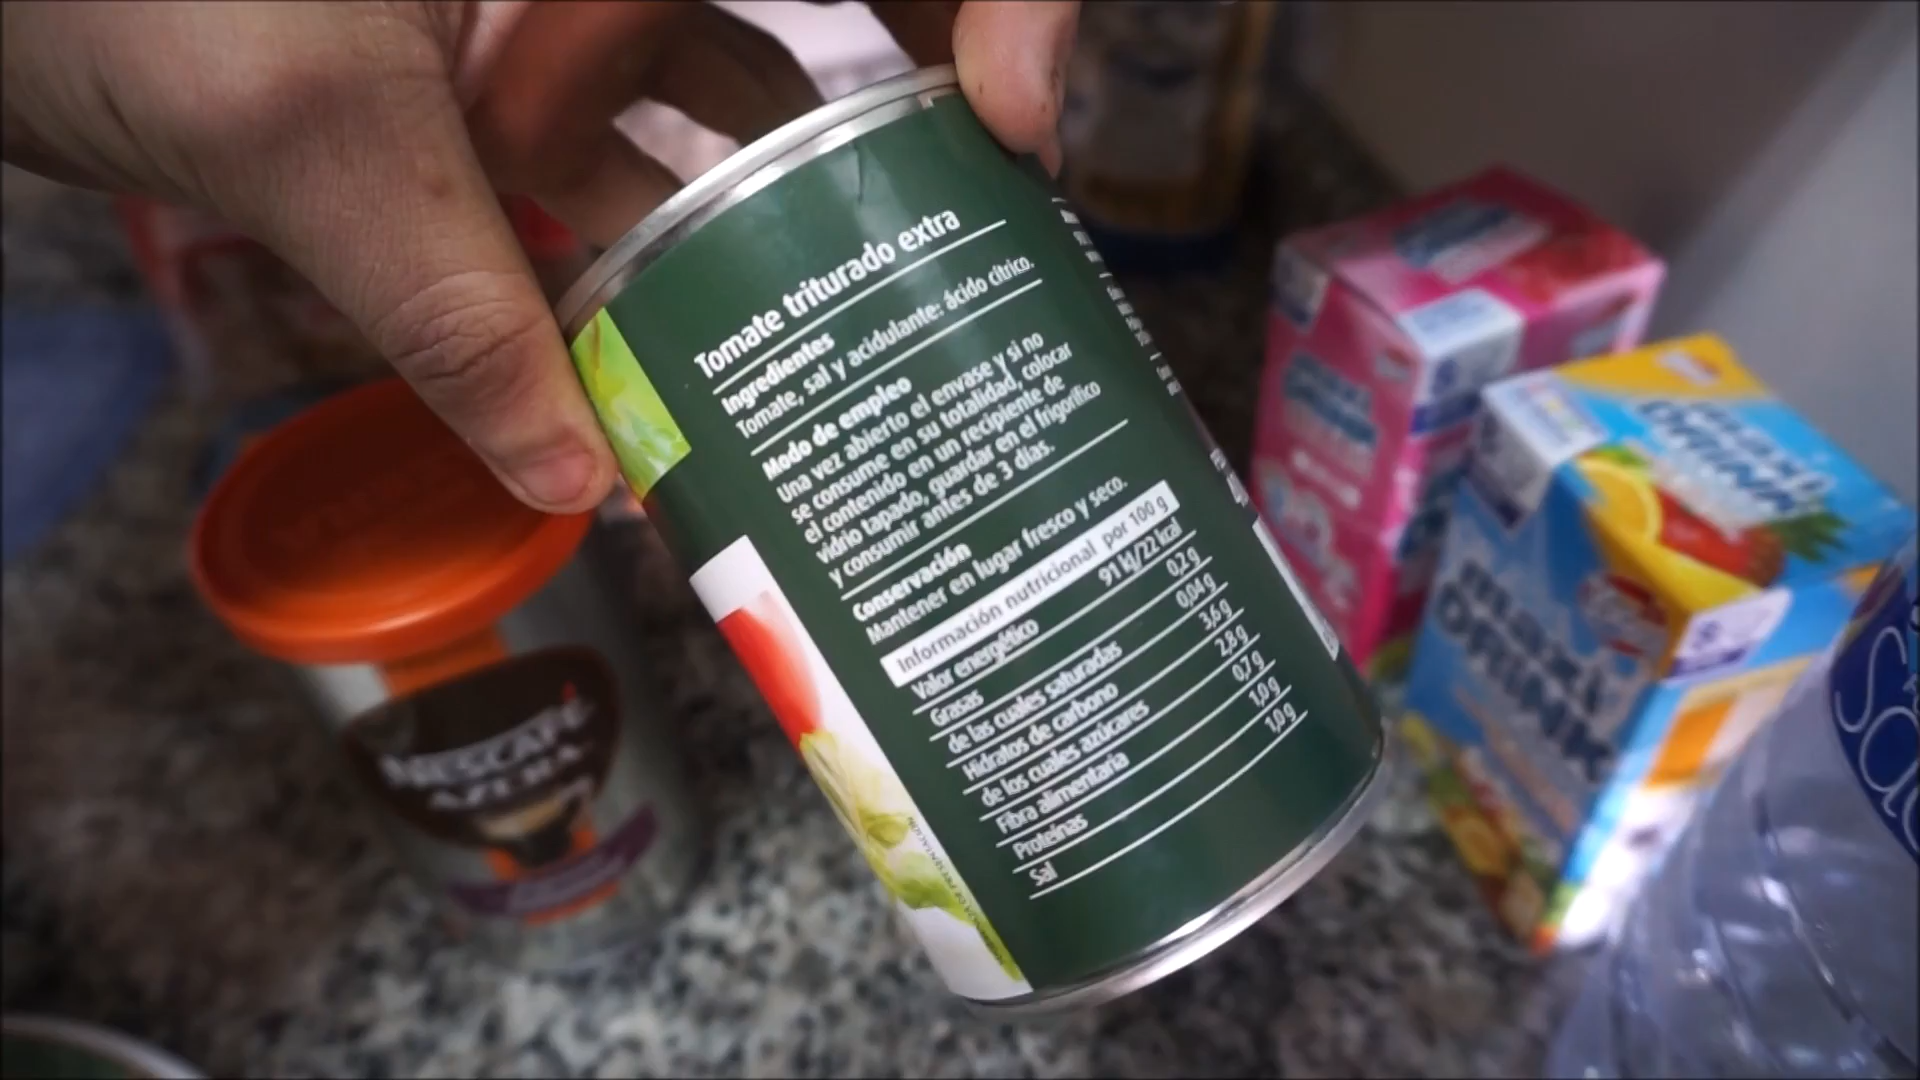 Tomate triturado extra
Ingredientes
Tomate, sal y acidulante: ácido cítrico.
Modo de empleo
Una vez abierto el envase y si no
se consume en su totalidad, colocar
el contenido en un recipiente de
vidrio tapado, guardar en el frigorífico
y consumir antes de 3 días.
Conservación
Mantener en lugar fresco y seco.
Información nutricional por 100 g
Valor energético 91 kJ/22 kcal
Grasas 0,2 g
de las cuales saturadas 0,04 g
Hidratos de carbono 3,6 g
de los cuales azúcares 2,8 g
Fibra alimentaria 0,7 g
Proteínas 1,0 g
Sal 1,0 g
NESCAFÉ
AZERA
maxi
DRINK
maxi
DRINK